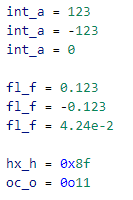 int_a = 123
int_a = -123
int_a = 0
fl_f = 0.123
fl_f = -0.123
fl_f = 4.24e-2
hx_h = 0x8f
oc_o = 0o11